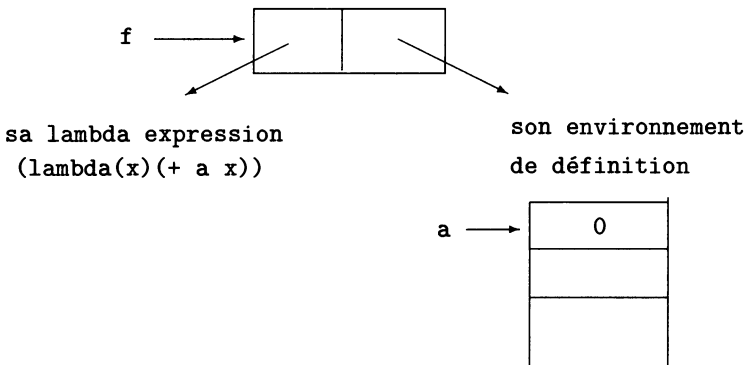 f
sa lambda expression
(lambda(x)(+ a x))
son environnement
de définition
a
0